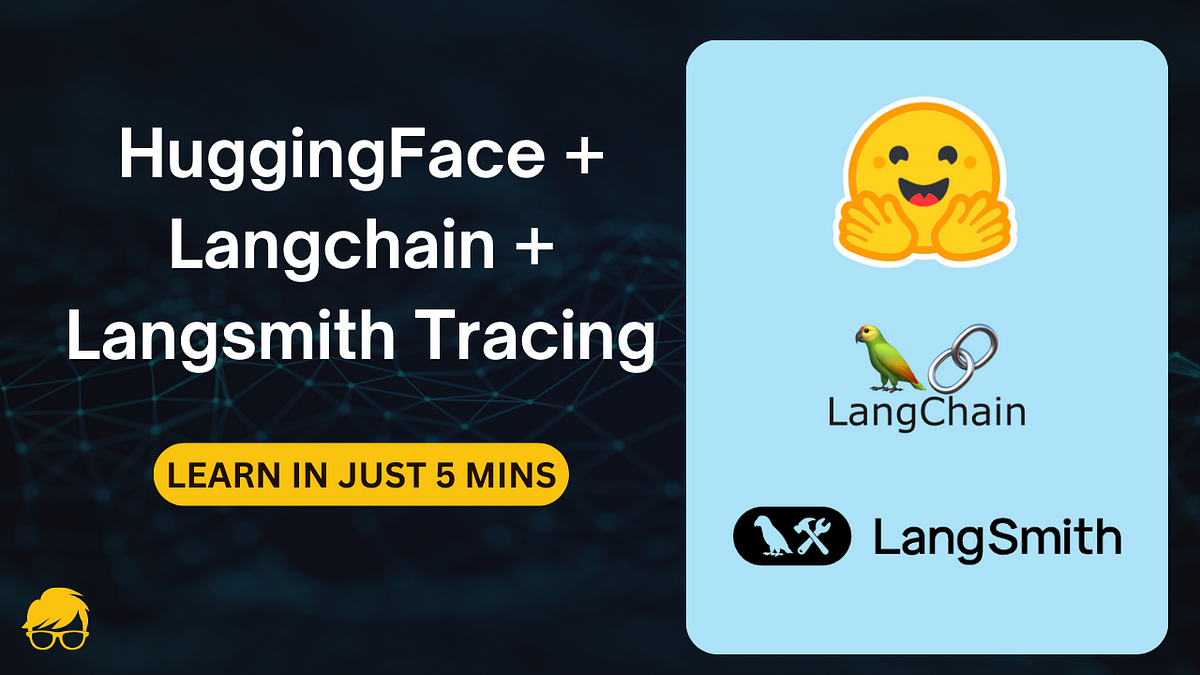 HuggingFace +
Langchain +
Langsmith Tracing
LEARN IN JUST 5 MINS
LangChain
LangSmith